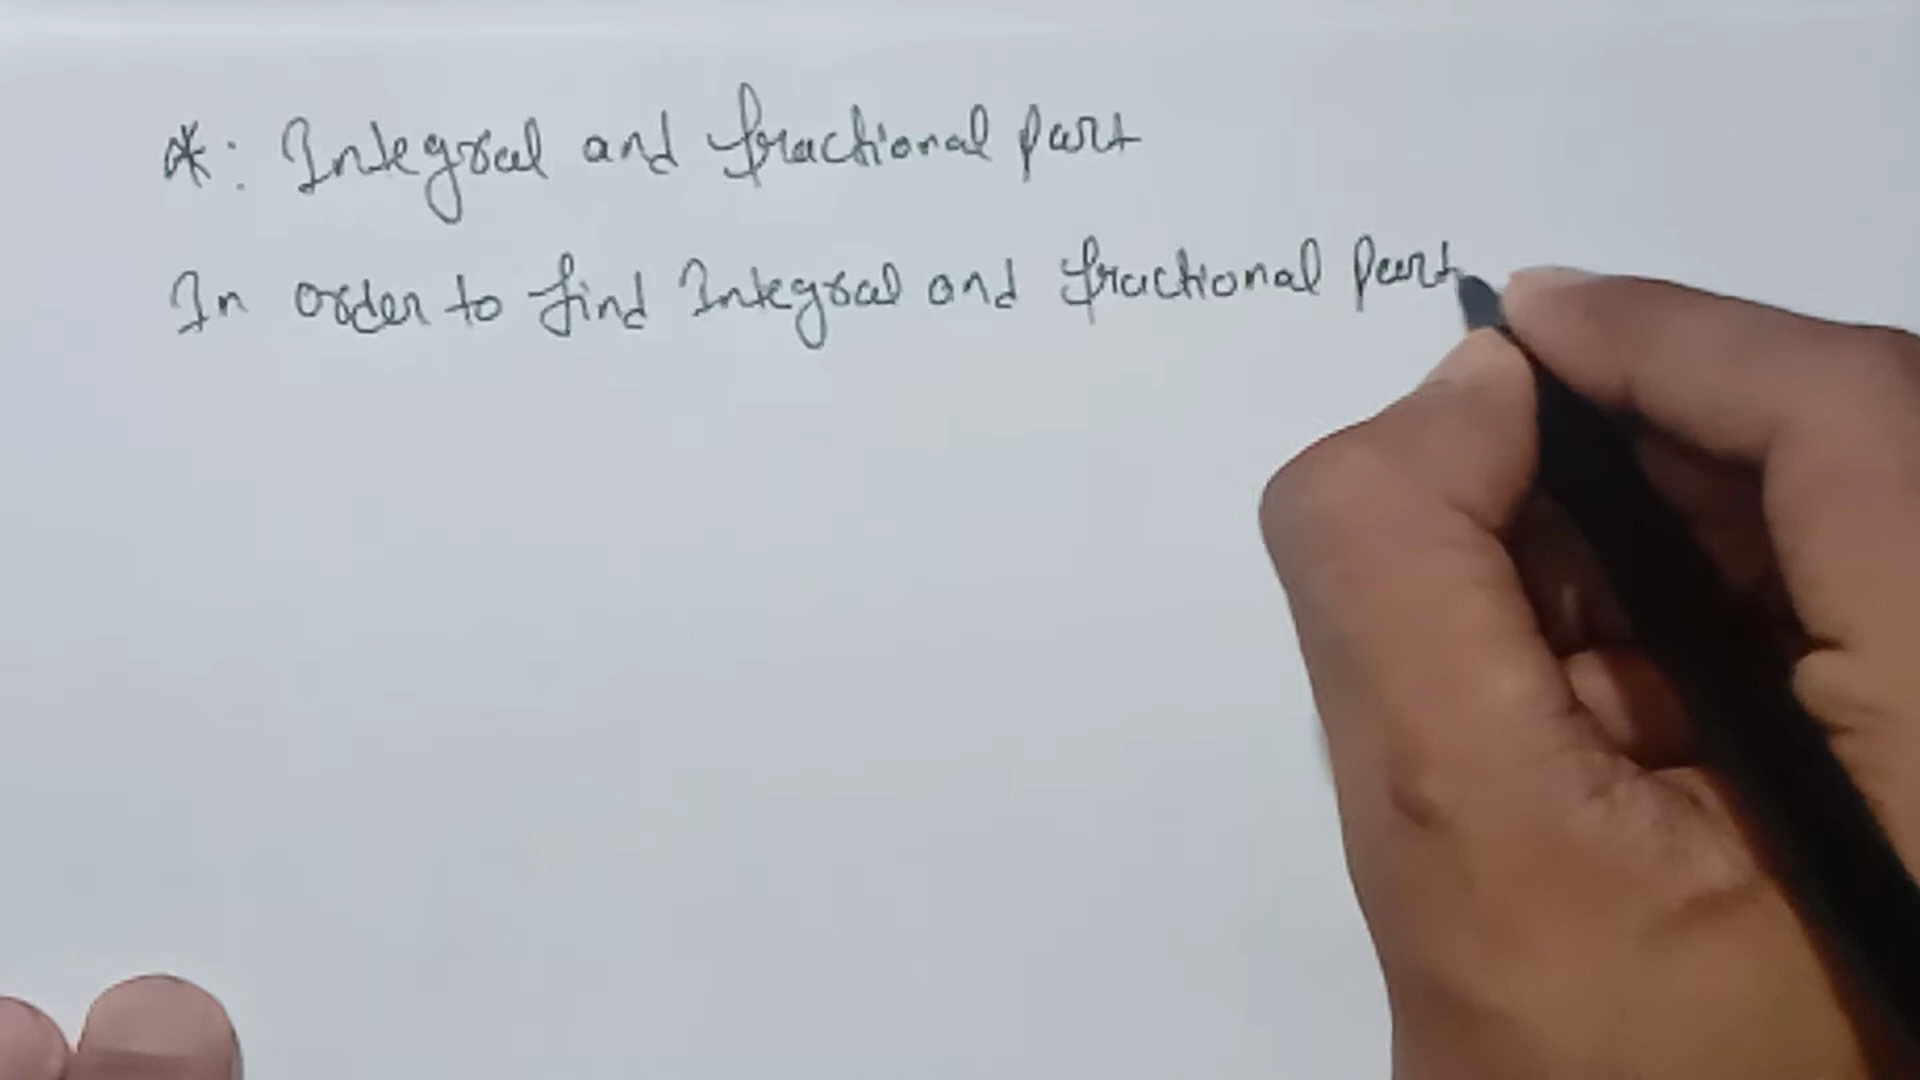 *: Integral and fractional part
In order to find Integral and fractional part